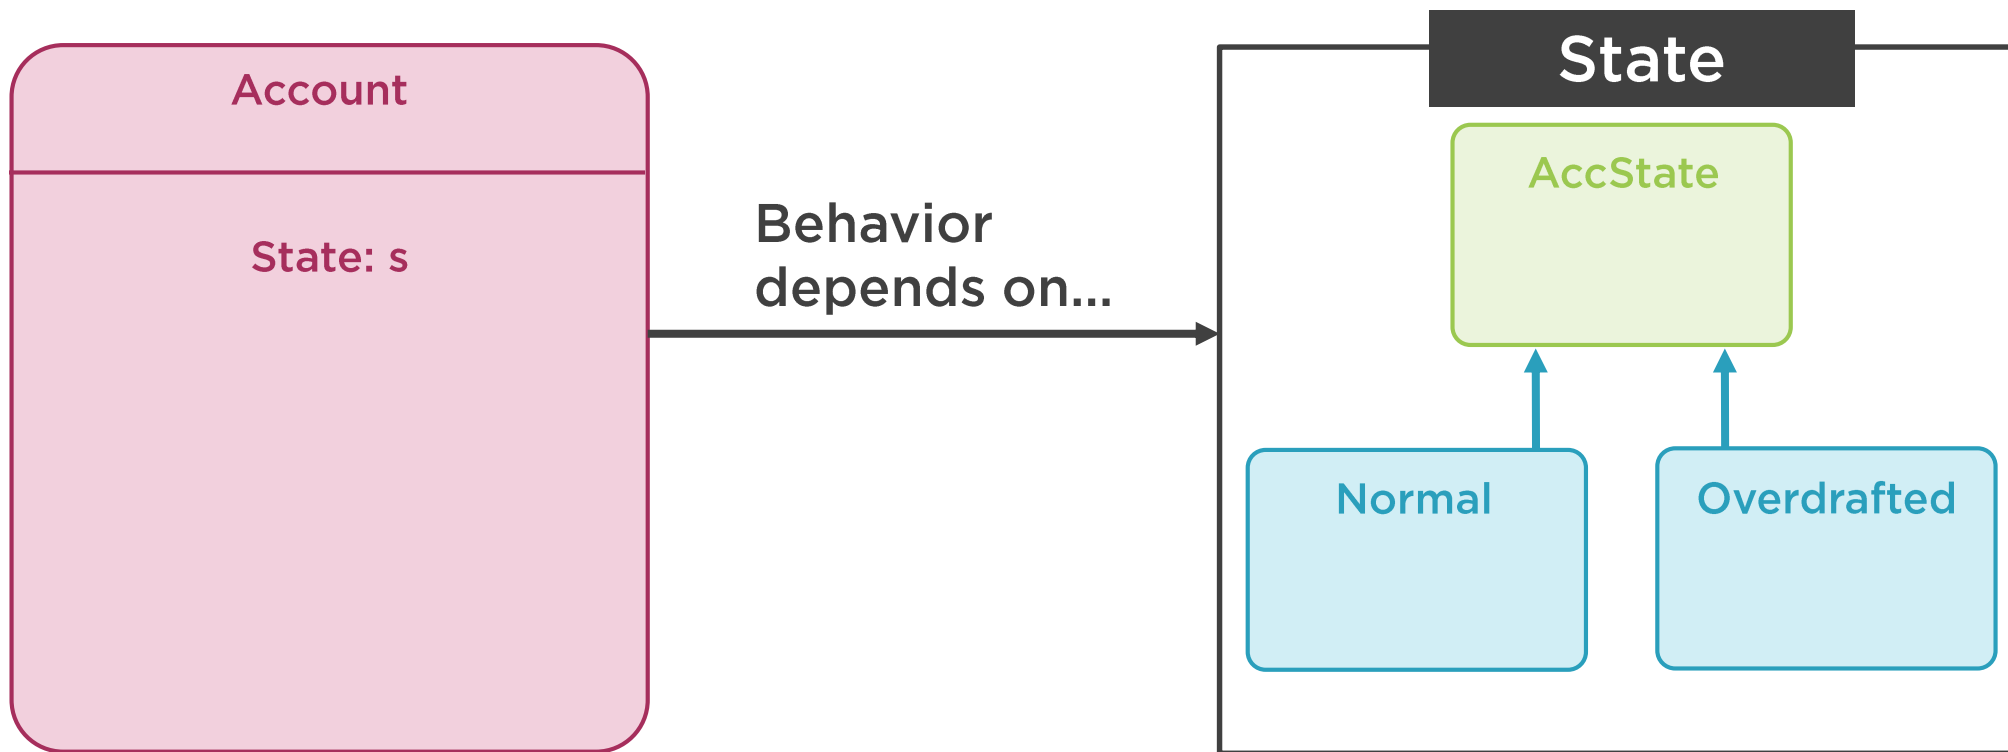 Account
State: s
Behavior
depends on...
State
AccState
Normal
Overdrafted